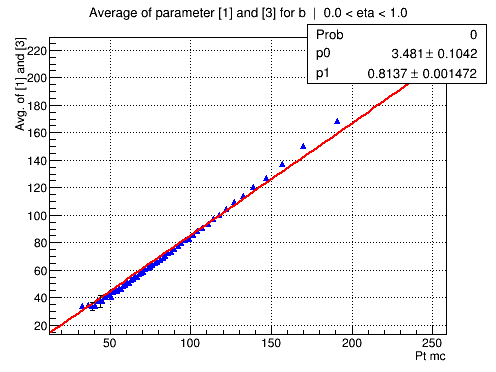 Average of parameter [1] and [3] for b | 0.0 < eta < 1.0
Prob 0
p0 3.481 ± 0.1042
p1 0.8137 ± 0.001472
Avg. of [1] and [3]
220
200
180
160
140
120
100
80
60
40
20
50 100 150 200 250
Pt mc